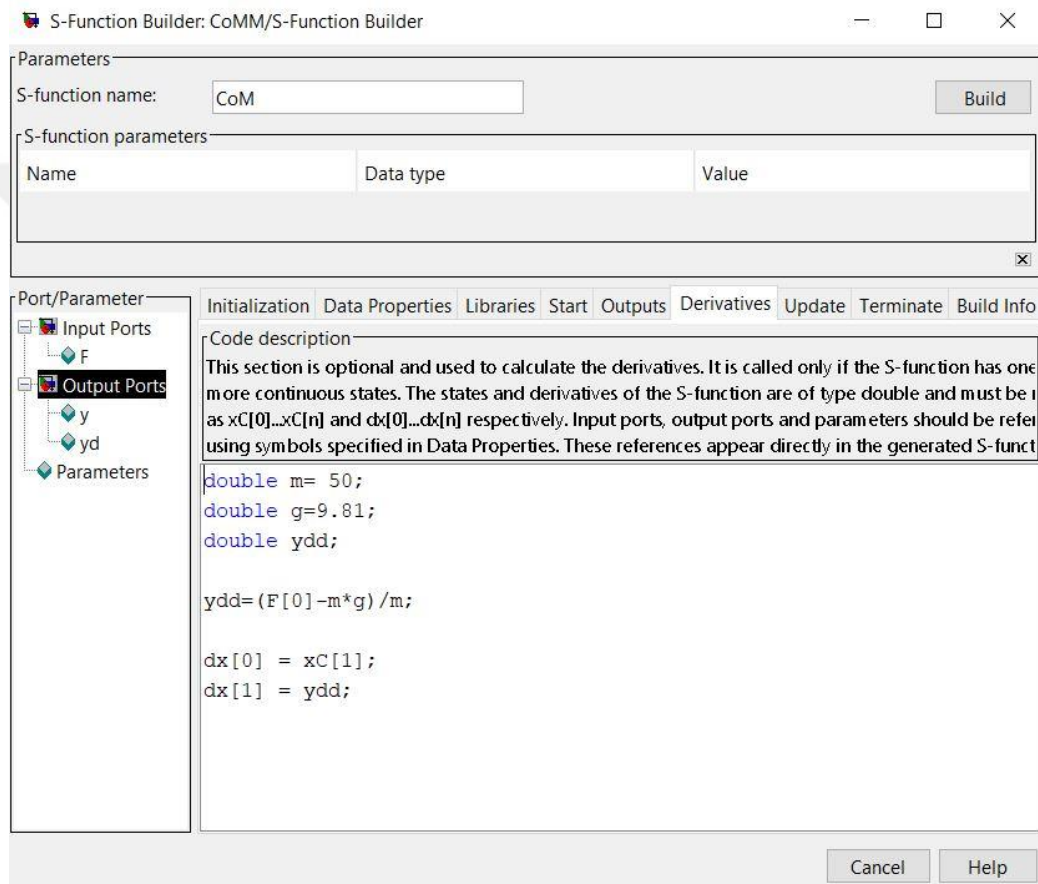 S-Function Builder: CoMM/S-Function Builder
Parameters
S-function name:
CoM
Build
S-function parameters
Name Data type Value
Port/Parameter
Input Ports
F
Output Ports
y
yd
Parameters
Initialization Data Properties Libraries Start Outputs Derivatives Update Terminate Build Info
Code description
This section is optional and used to calculate the derivatives. It is called only if the S-function has one
more continuous states. The states and derivatives of the S-function are of type double and must be
as xC[0]...xC[n] and dx[0]...dx[n] respectively. Input ports, output ports and parameters should be
using symbols specified in Data Properties. These references appear directly in the generated
double m= 50;
double g=9.81;
double ydd;
ydd=(F[0]-m*g)/m;
dx[0] = xC[1];
dx[1] = ydd;
Cancel
Help